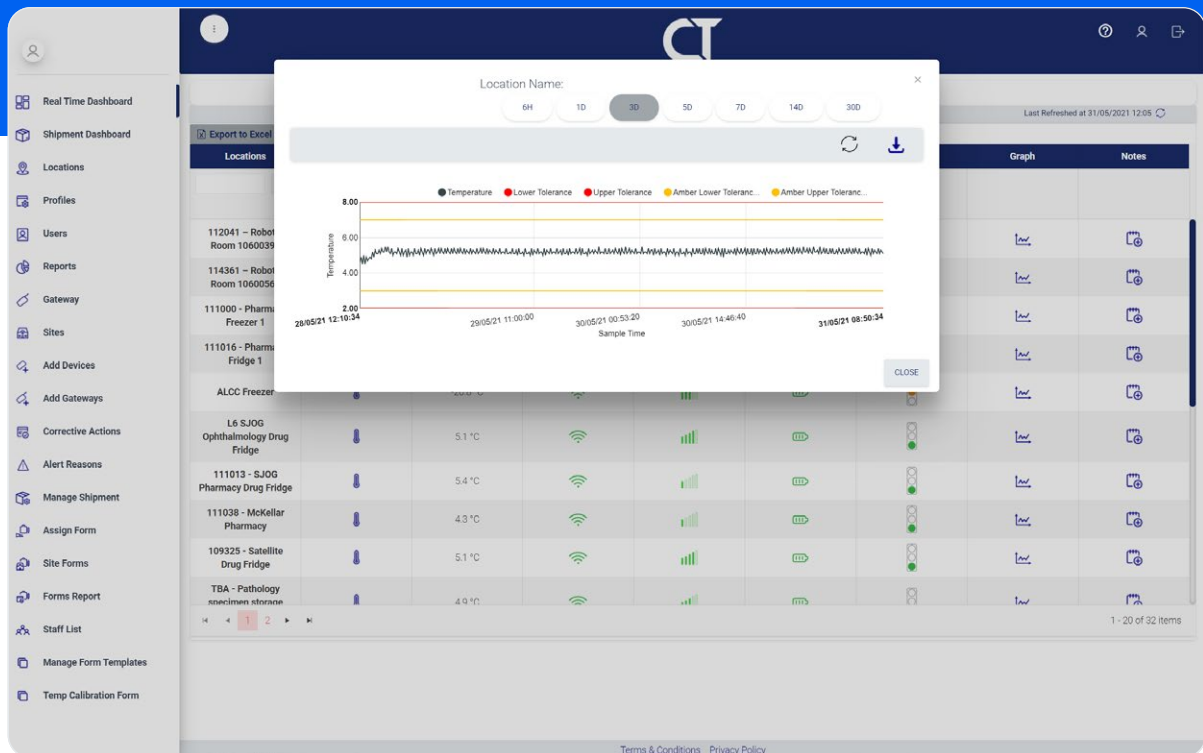 CT
Real Time Dashboard
Shipment Dashboard
Locations
Profiles
Users
Reports
Gateway
Sites
Add Devices
Add Gateways
Corrective Actions
Alert Reasons
Manage Shipment
Assign Form
Site Forms
Forms Report
Staff List
Manage Form Templates
Temp Calibration Form
Last Refreshed at 31/05/2021 12:05
Export to Excel
Locations
Graph
Notes
Location Name:
×
6H 1D 3D 5D 7D 14D 30D
Temperature Lower Tolerance Upper Tolerance Amber Lower Toleranc... Amber Upper Toleranc...
8.00
6.00
4.00
2.00
Temperature
28/05/21 12:10:34 29/05/21 11:00:00 30/05/21 00:53:20 30/05/21 14:46:40 31/05/21 08:50:34
Sample Time
CLOSE
112041 – Robot
Room 1060039
114361 – Robot
Room 1060056
111000 - Pharma
Freezer 1
111016 - Pharma
Fridge 1
ALCC Freezer
L6 SJOG
Ophthalmology Drug
Fridge
5.1 °C
111013 - SJOG
Pharmacy Drug Fridge
5.4 °C
111038 - McKellar
Pharmacy
4.3 °C
109325 - Satellite
Drug Fridge
5.1 °C
TBA - Pathology
specimen storage
4.9 °C
1 2
1 - 20 of 32 items
Terms & Conditions Privacy Policy